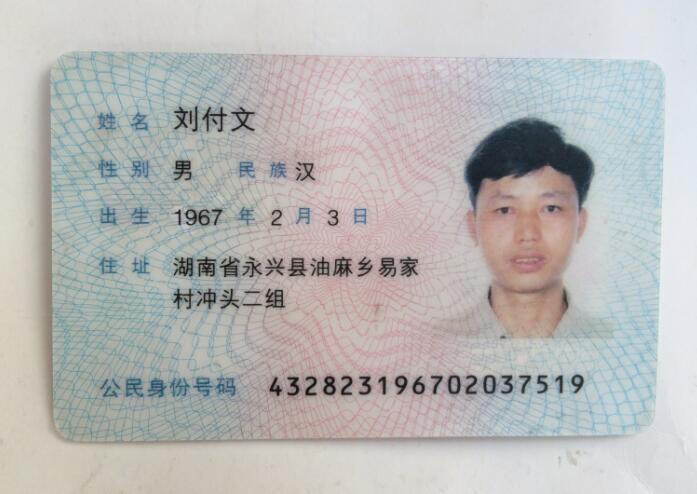 姓名 刘付文
性别 男 民族 汉
出生 1967 年 2 月 3 日
住址 湖南省永兴县油麻乡易家
村冲头二组
公民身份号码 432823196702037519